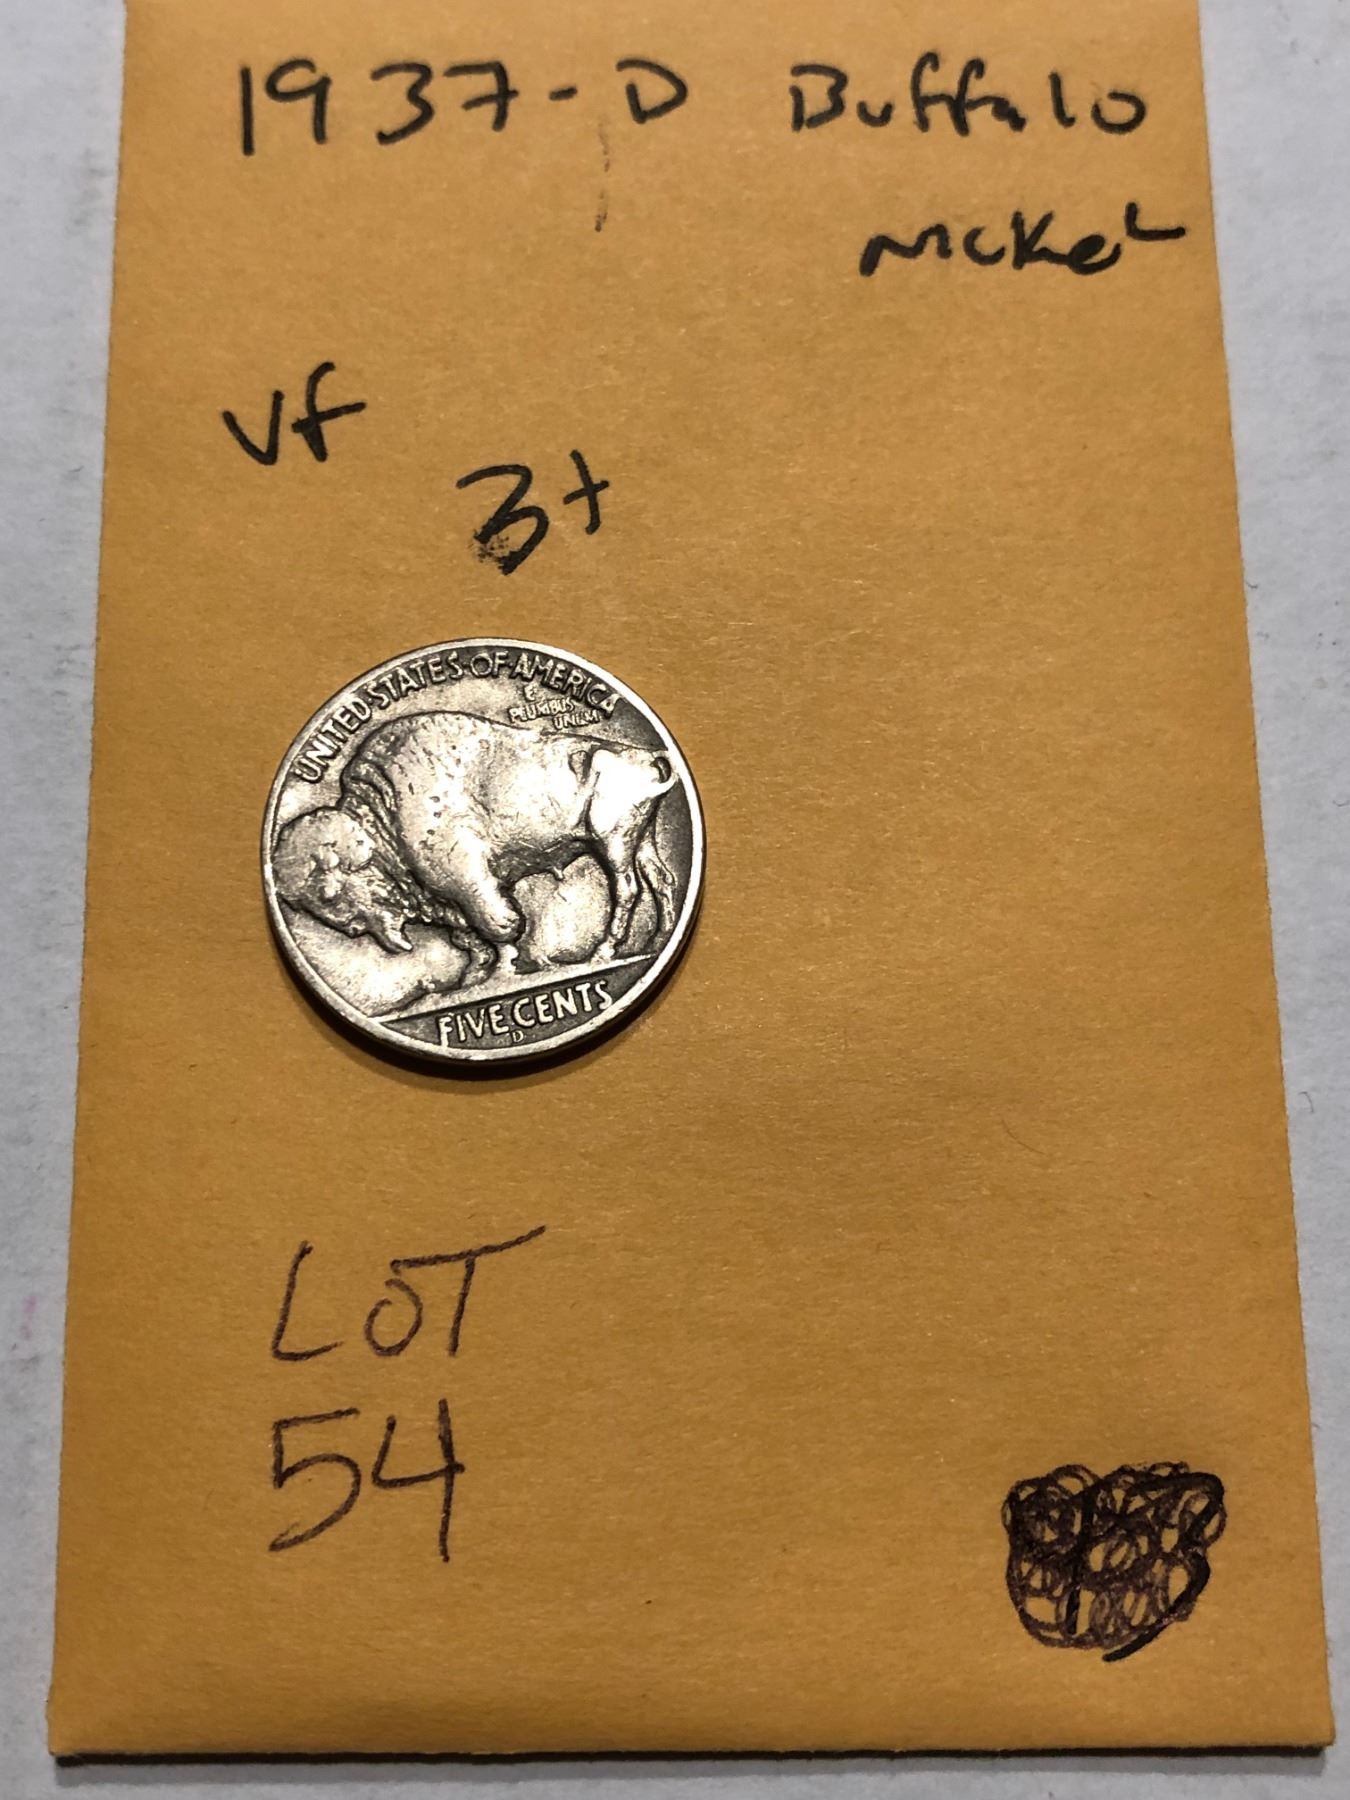 1937-D Buffalo
Nickel
Vf
3+
UNITED STATES OF AMERICA
E
PLURIBUS
UNUM
FIVE CENTS
D
LOT
54